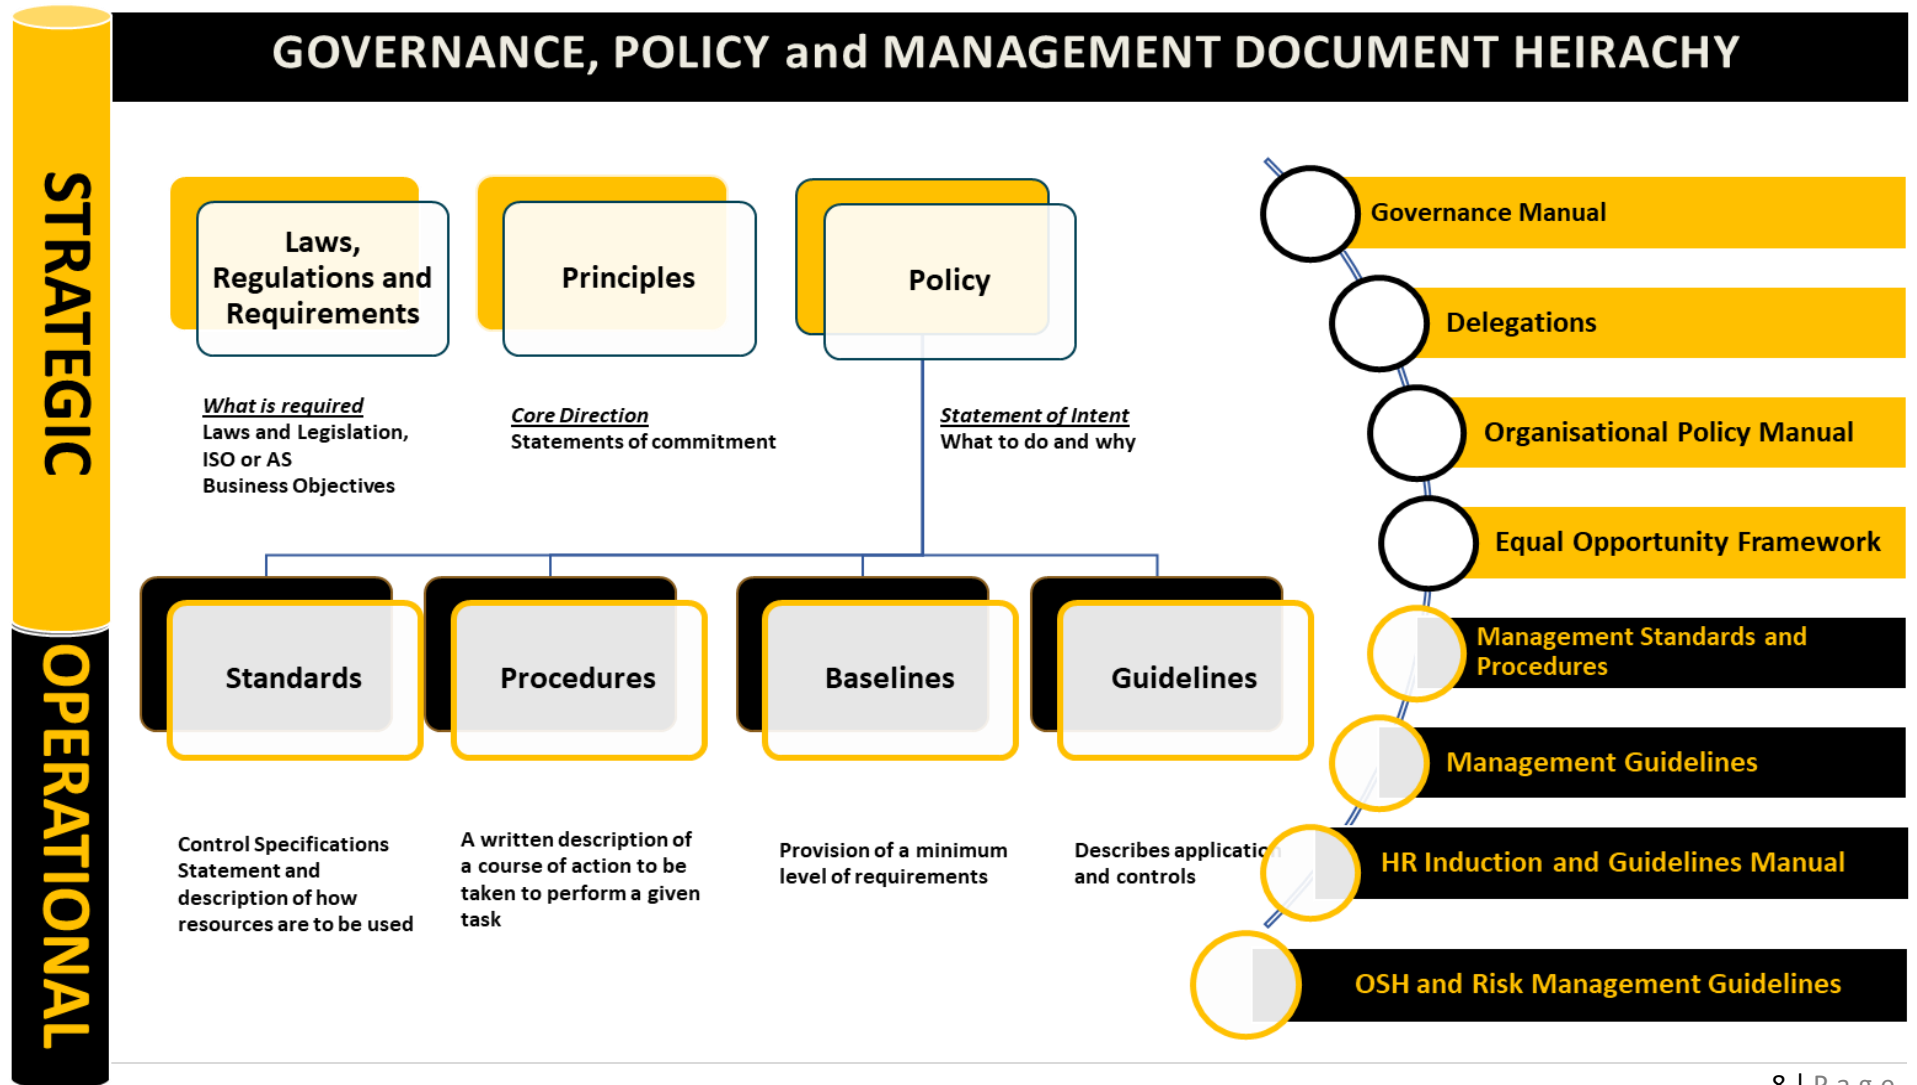 GOVERNANCE, POLICY and MANAGEMENT DOCUMENT HEIRACHY
STRATEGIC
Laws,
Regulations and
Requirements
Principles
Policy
What is required
Laws and Legislation,
ISO or AS
Business Objectives
Core Direction
Statements of commitment
Statement of Intent
What to do and why
OPERATIONAL
Standards
Procedures
Baselines
Guidelines
Control Specifications
Statement and
description of how
resources are to be used
A written description of
a course of action to be
taken to perform a given
task
Provision of a minimum
level of requirements
Describes application
and controls
Governance Manual
Delegations
Organisational Policy Manual
Equal Opportunity Framework
Management Standards and
Procedures
Management Guidelines
HR Induction and Guidelines Manual
OSH and Risk Management Guidelines
8 | Page